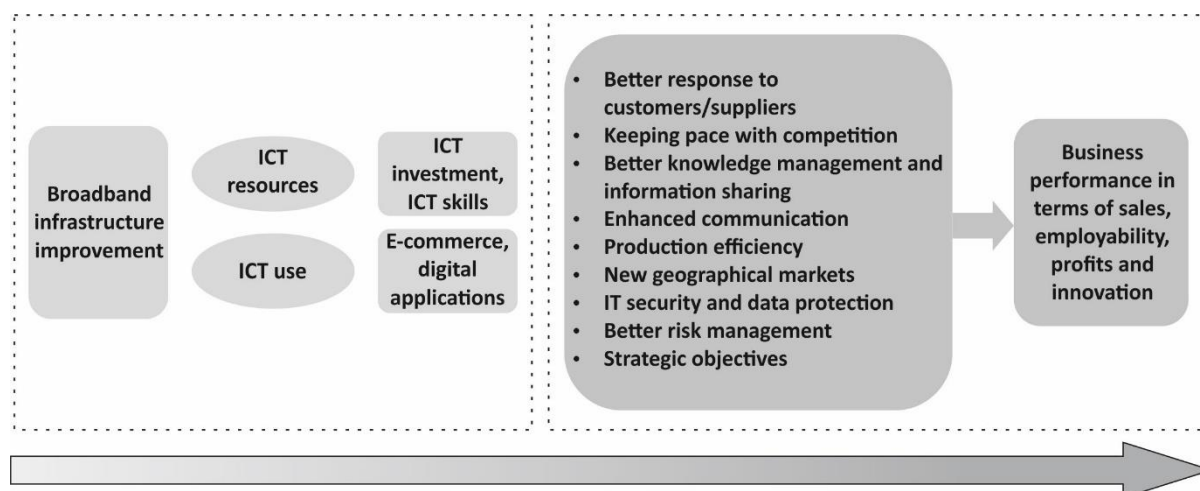 Broadband
infrastructure
improvement
ICT
resources
ICT use
ICT
investment,
ICT skills
E-commerce,
digital
applications
• Better response to
customers/suppliers
• Keeping pace with competition
• Better knowledge management and
information sharing
• Enhanced communication
• Production efficiency
• New geographical markets
• IT security and data protection
• Better risk management
• Strategic objectives
Business
performance in
terms of sales,
employability,
profits and
innovation